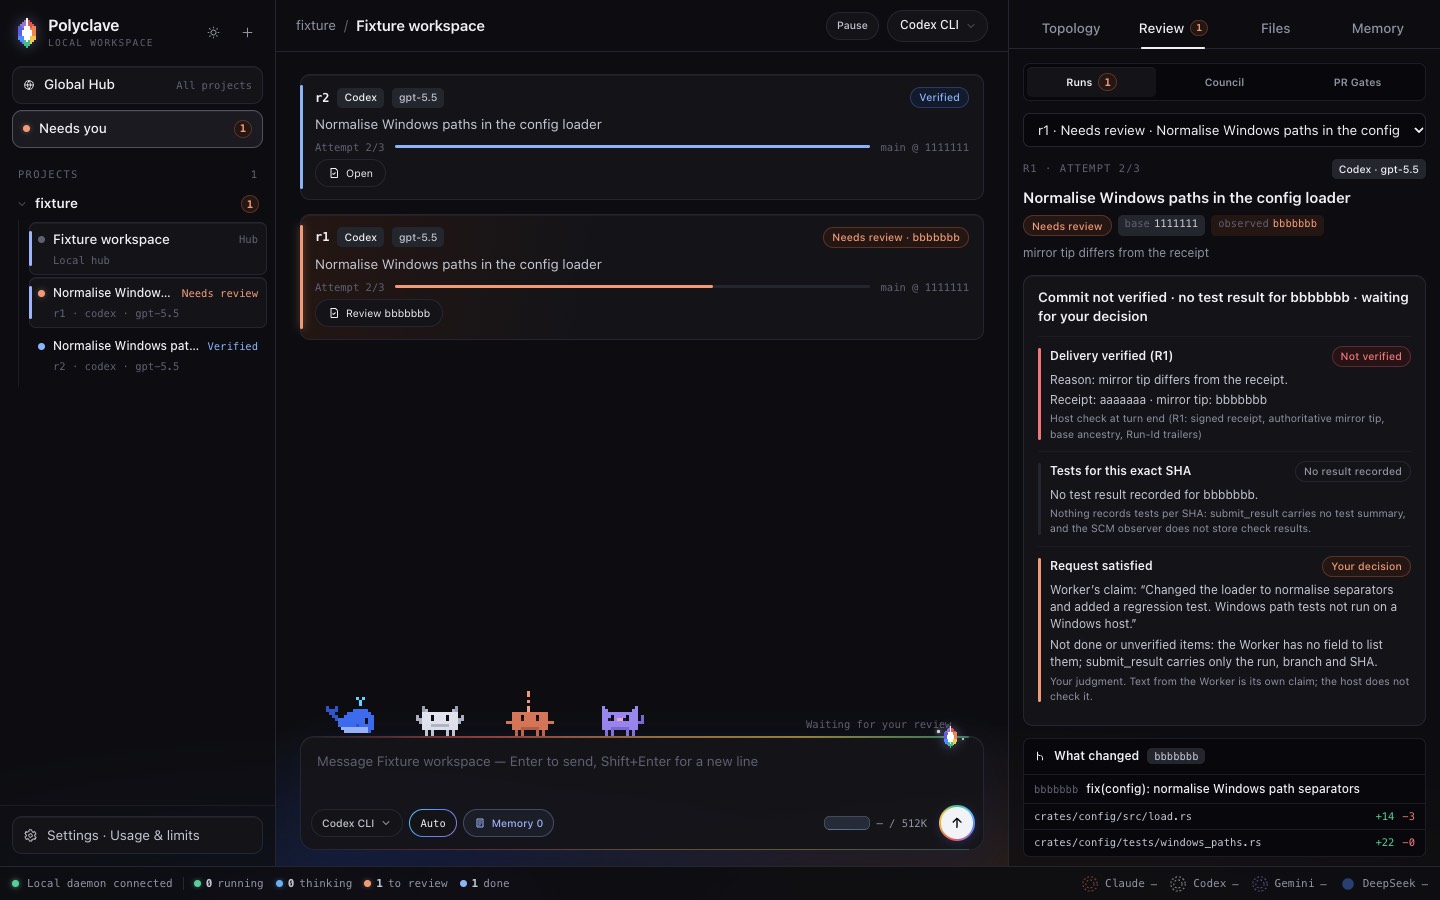 Polyclave
LOCAL WORKSPACE
Global Hub
All projects
Needs you
1
PROJECTS
1
fixture
1
Fixture workspace
Hub
Local hub
Normalise Window...
Needs review
r1 · codex · gpt-5.5
Normalise Windows pat...
Verified
r2 · codex · gpt-5.5
Settings · Usage & limits
fixture / Fixture workspace
Pause
Codex CLI
r2 Codex gpt-5.5
Verified
Normalise Windows paths in the config loader
Attempt 2/3
main @ 1111111
Open
r1 Codex gpt-5.5
Needs review · bbbbbbb
Normalise Windows paths in the config loader
Attempt 2/3
main @ 1111111
Review bbbbbbb
Waiting for your review
Message Fixture workspace — Enter to send, Shift+Enter for a new line
Codex CLI
Auto
Memory 0
— / 512K
Topology
Review 1
Files
Memory
Runs 1
Council
PR Gates
r1 · Needs review · Normalise Windows paths in the config
R1 · ATTEMPT 2/3
Codex · gpt-5.5
Normalise Windows paths in the config loader
Needs review
base 1111111
observed bbbbbbb
mirror tip differs from the receipt
Commit not verified · no test result for bbbbbbb · waiting
for your decision
Delivery verified (R1)
Not verified
Reason: mirror tip differs from the receipt.
Receipt: aaaaaaa · mirror tip: bbbbbbb
Host check at turn end (R1: signed receipt, authoritative mirror tip,
base ancestry, Run-Id trailers)
Tests for this exact SHA
No result recorded
No test result recorded for bbbbbbb.
Nothing records tests per SHA: submit_result carries no test summary,
and the SCM observer does not store check results.
Request satisfied
Your decision
Worker's claim: “Changed the loader to normalise separators
and added a regression test. Windows path tests not run on a
Windows host.”
Not done or unverified items: the Worker has no field to list
them; submit_result carries only the run, branch and SHA.
Your judgment. Text from the Worker is its own claim; the host does not
check it.
What changed bbbbbbb
bbbbbbb fix(config): normalise Windows path separators
crates/config/src/load.rs
+14 −3
crates/config/tests/windows_paths.rs
+22 −0
Local daemon connected
0 running
0 thinking
1 to review
1 done
Claude —
Codex —
Gemini —
DeepSeek —